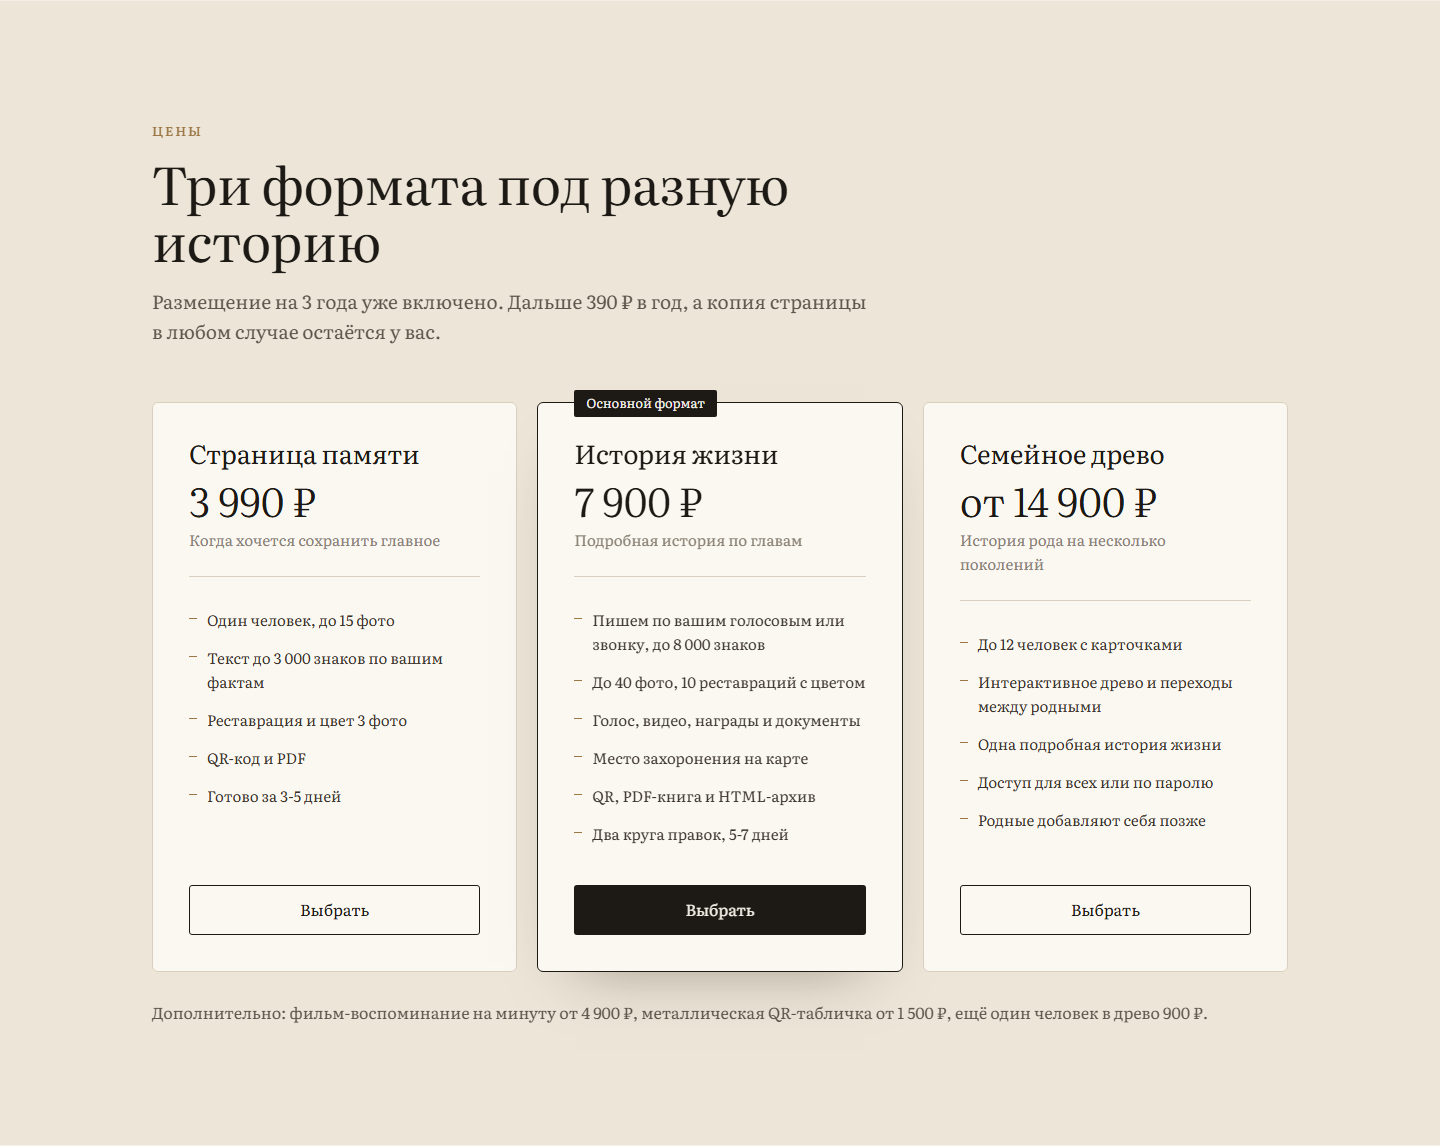 ЦЕНЫ
Три формата под разную
историю
Размещение на 3 года уже включено. Дальше 390 ₽ в год, а копия страницы
в любом случае остаётся у вас.
Страница памяти
3 990 ₽
Когда хочется сохранить главное
Один человек, до 15 фото
Текст до 3 000 знаков по вашим
фактам
Реставрация и цвет 3 фото
QR-код и PDF
Готово за 3-5 дней
Выбрать
Основной формат
История жизни
7 900 ₽
Подробная история по главам
Пишем по вашим голосовым или
звонку, до 8 000 знаков
До 40 фото, 10 реставраций с цветом
Голос, видео, награды и документы
Место захоронения на карте
QR, PDF-книга и HTML-архив
Два круга правок, 5-7 дней
Выбрать
Семейное древо
от 14 900 ₽
История рода на несколько
поколений
До 12 человек с карточками
Интерактивное древо и переходы
между родными
Одна подробная история жизни
Доступ для всех или по паролю
Родные добавляют себя позже
Выбрать
Дополнительно: фильм-воспоминание на минуту от 4 900 ₽, металлическая QR-табличка от 1 500 ₽, ещё один человек в древо 900 ₽.